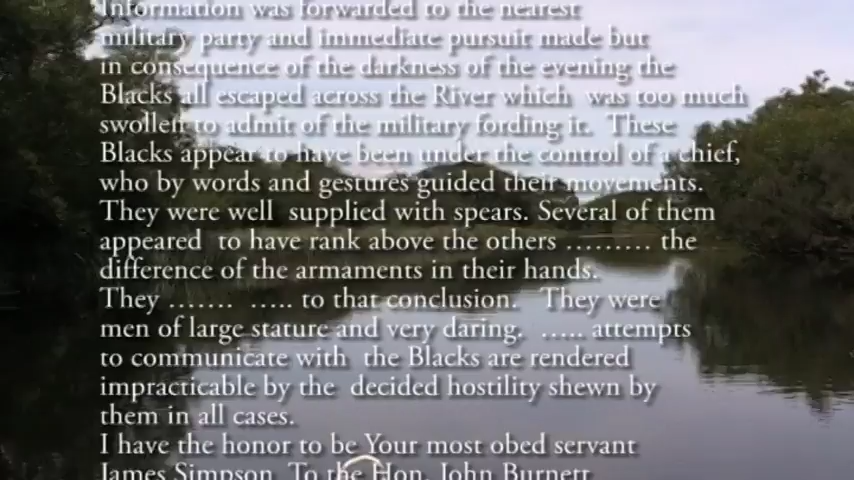 Information was forwarded to the nearest
military party and immediate pursuit made but
in consequence of the darkness of the evening the
Blacks all escaped across the River which was too much
swollen to admit of the military fording it. These
Blacks appear to have been under the control of a chief,
who by words and gestures guided their movements.
They were well supplied with spears. Several of them
appeared to have rank above the others ……… the
difference of the armaments in their hands.
They ……. ….. to that conclusion. They were
men of large stature and very daring. ….. attempts
to communicate with the Blacks are rendered
impracticable by the decided hostility shewn by
them in all cases.
I have the honor to be Your most obed servant
James Simpson To the Hon. John Burnett